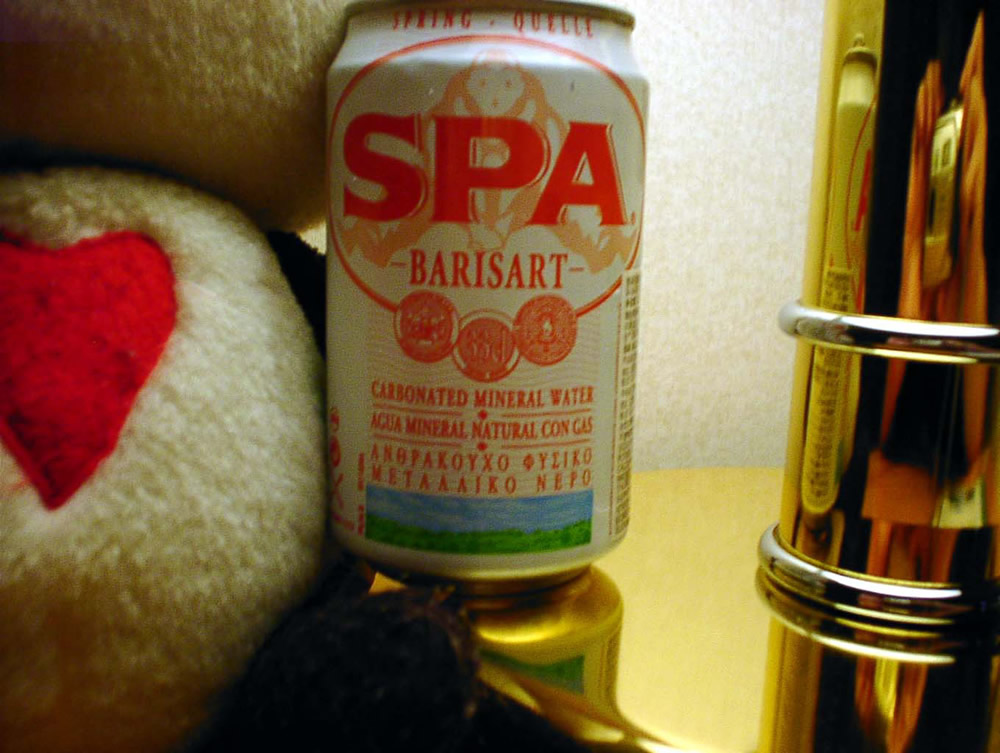 SPRING - QUELLE
SPA
-BARISART-
CARBONATED MINERAL WATER
AGUA MINERAL NATURAL CON GAS
ΑΝΘΡΑΚΟΥΧΟ ΦΥΣΙΚΟ
ΜΕΤΑΛΛΙΚΟ ΝΕΡΟ